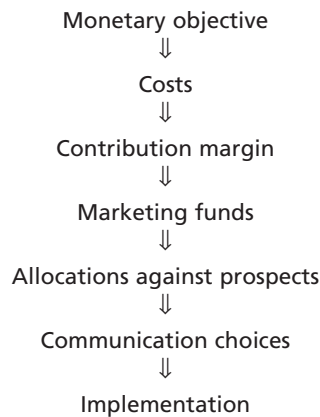 Monetary objective
⇓
Costs
⇓
Contribution margin
⇓
Marketing funds
⇓
Allocations against prospects
⇓
Communication choices
⇓
Implementation